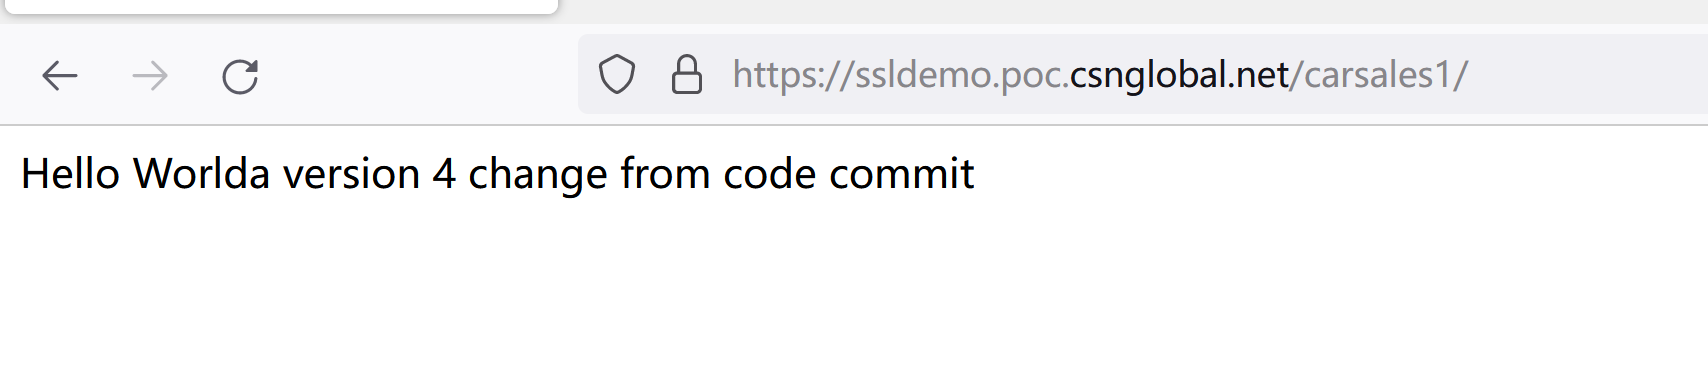 https://ssldemo.poc.csnglobal.net/carsales1/
Hello Worlda version 4 change from code commit